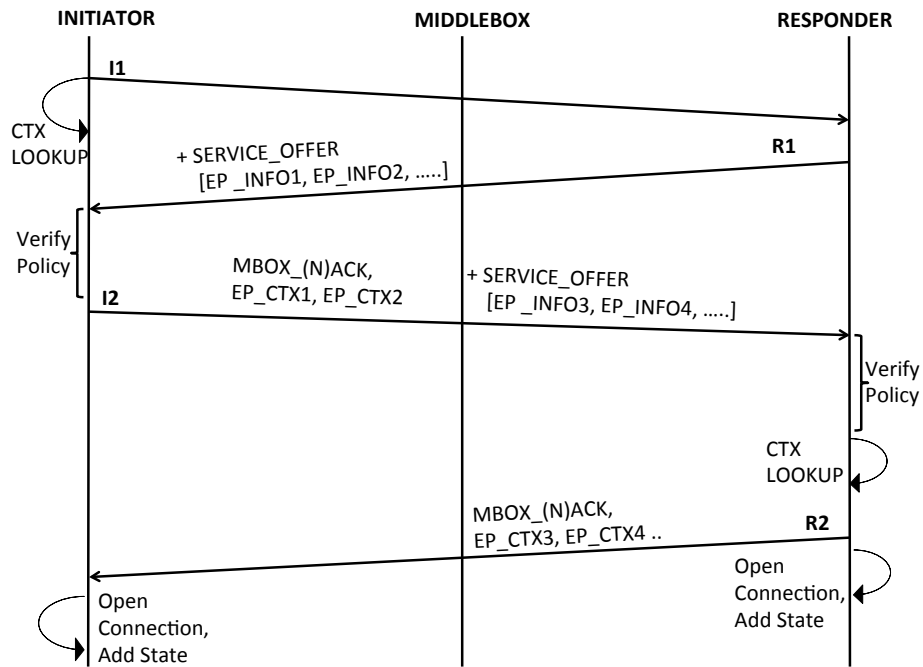 INITIATOR
MIDDLEBOX
RESPONDER
I1
CTX
LOOKUP
R1
+ SERVICE_OFFER
[EP _INFO1, EP_INFO2, .....]
Verify
Policy
MBOX_(N)ACK,
EP_CTX1, EP_CTX2
+ SERVICE_OFFER
[EP _INFO3, EP_INFO4, .....]
I2
Verify
Policy
CTX
LOOKUP
MBOX_(N)ACK,
EP_CTX3, EP_CTX4 ..
R2
Open
Connection,
Add State
Open
Connection,
Add State